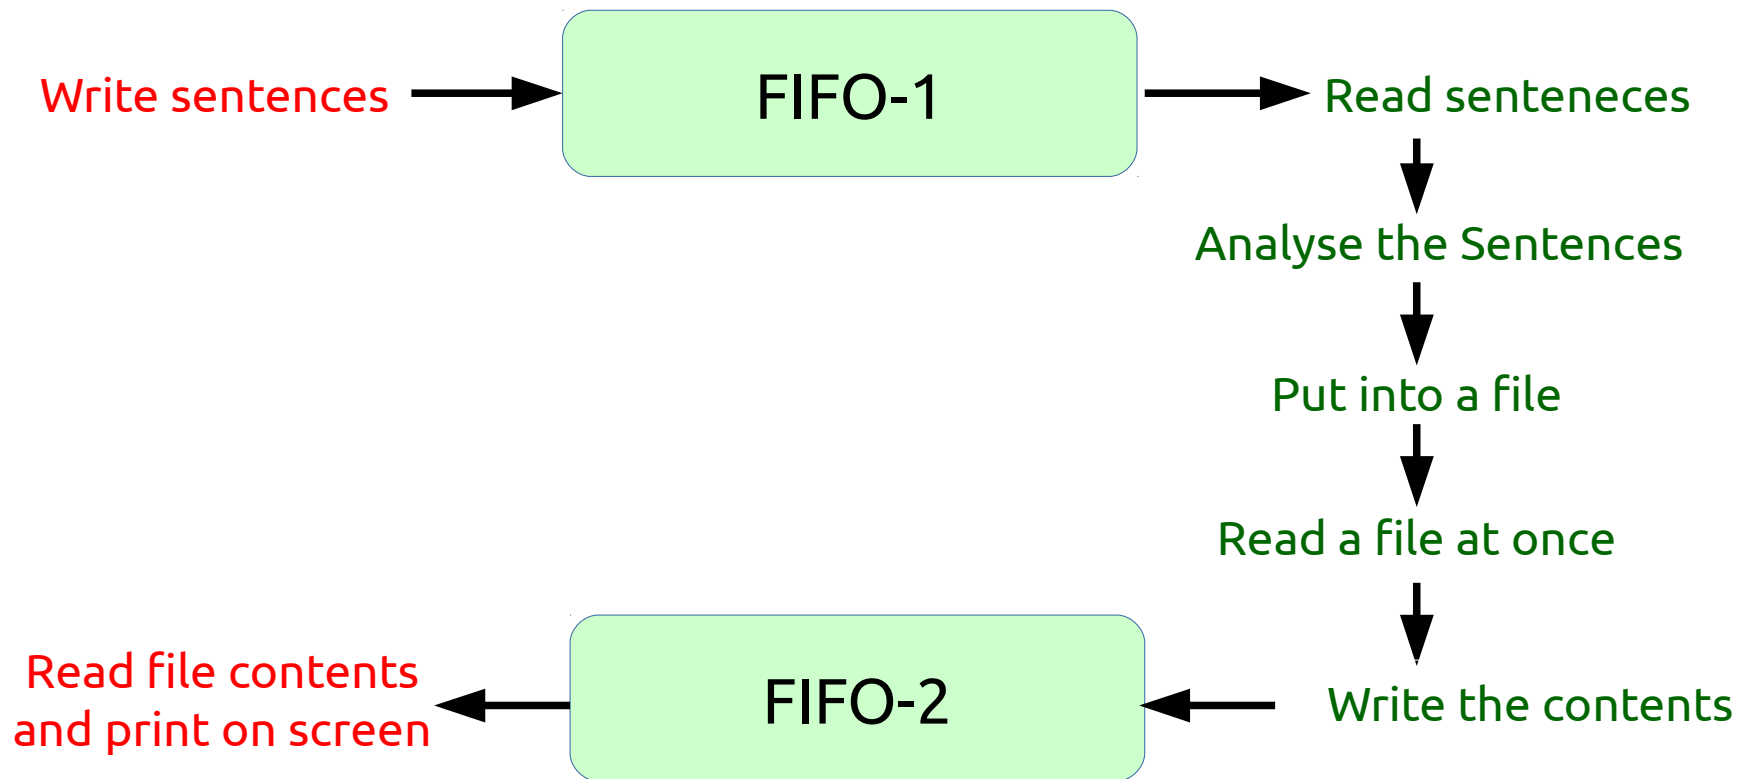 Write sentences
FIFO-1
Read senteneces
Analyse the Sentences
Put into a file
Read a file at once
Write the contents
FIFO-2
Read file contents
and print on screen